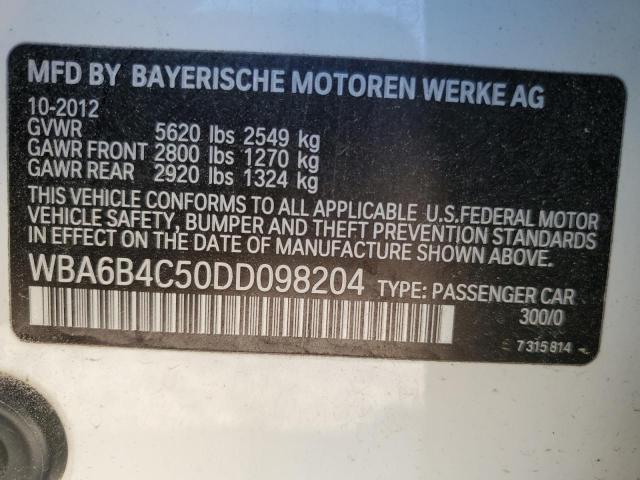 MFD BY BAYERISCHE MOTOREN WERKE AG
10-2012
GVWR 5620 lbs 2549 kg
GAWR FRONT 2800 lbs 1270 kg
GAWR REAR 2920 lbs 1324 kg
THIS VEHICLE CONFORMS TO ALL APPLICABLE U.S.FEDERAL MOTOR
VEHICLE SAFETY, BUMPER AND THEFT PREVENTION STANDARDS
IN EFFECT ON THE DATE OF MANUFACTURE SHOWN ABOVE.
WBA6B4C50DD098204 TYPE: PASSENGER CAR
300/0
7 315 814